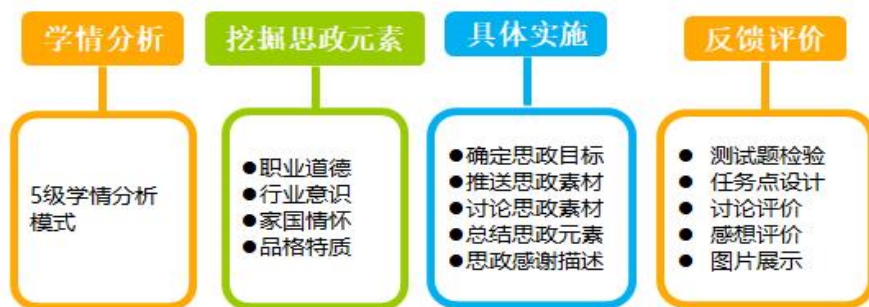 学情分析
挖掘思政元素
具体实施
反馈评价
5级学情分析
模式
●职业道德
●行业意识
●家国情怀
●品格特质
●确定思政目标
●推送思政素材
●讨论思政素材
●总结思政元素
●思政感谢描述
● 测试题检验
● 任务点设计
● 讨论评价
● 感想评价
● 图片展示